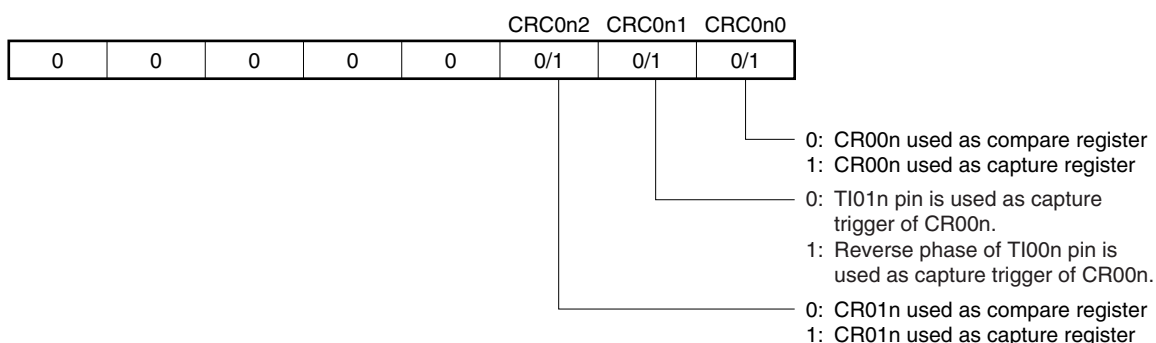 CRC0n2 CRC0n1 CRC0n0
0 0 0 0 0 0/1 0/1 0/1
0: CR00n used as compare register
1: CR00n used as capture register
0: TI01n pin is used as capture
trigger of CR00n.
1: Reverse phase of TI00n pin is
used as capture trigger of CR00n.
0: CR01n used as compare register
1: CR01n used as capture register